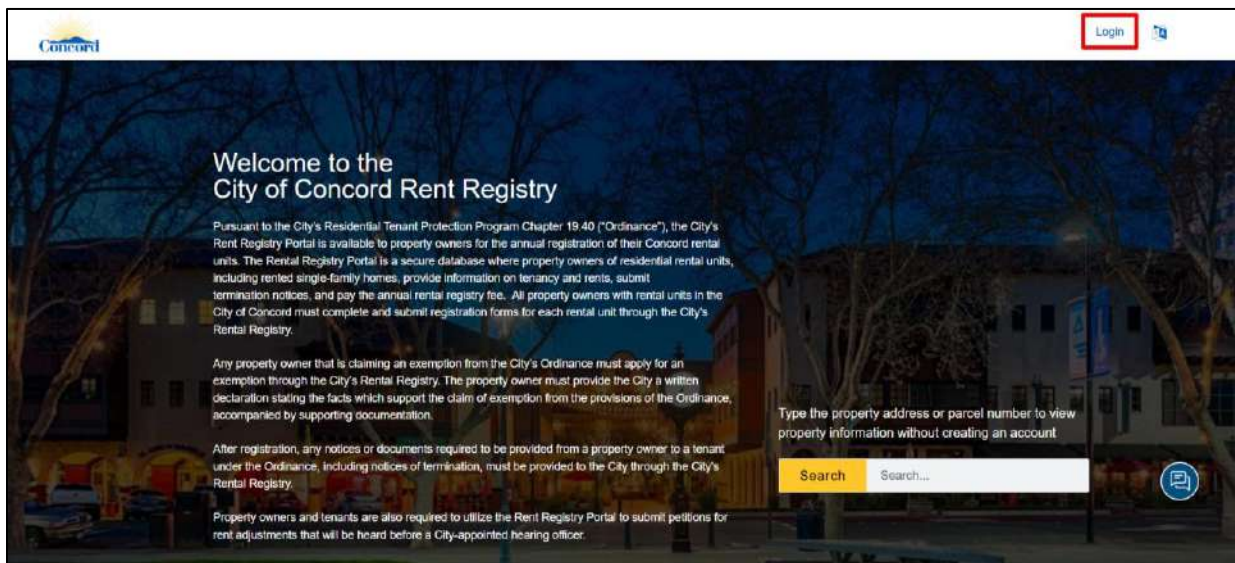 Concord
Login
Welcome to the
City of Concord Rent Registry
Pursuant to the City's Residential Tenant Protection Program Chapter 19.40 ("Ordinance"), the City's
Rent Registry Portal is available to property owners for the annual registration of their Concord rental
units. The Rental Registry Portal is a secure database where property owners of residential rental units,
including rented single-family homes, provide information on tenancy and rents, submit
termination notices, and pay the annual rental registry fee. All property owners with rental units in the
City of Concord must complete and submit registration forms for each rental unit through the City's
Rental Registry.
Any property owner that is claiming an exemption from the City's Ordinance must apply for an
exemption through the City's Rental Registry. The property owner must provide the City a written
declaration stating the facts which support the claim of exemption from the provisions of the Ordinance,
accompanied by supporting documentation.
After registration, any notices or documents required to be provided from a property owner to a tenant
under the Ordinance, including notices of termination, must be provided to the City through the City's
Rental Registry.
Property owners and tenants are also required to utilize the Rent Registry Portal to submit petitions for
rent adjustments that will be heard before a City-appointed hearing officer.
Type the property address or parcel number to view
property information without creating an account
Search Search...